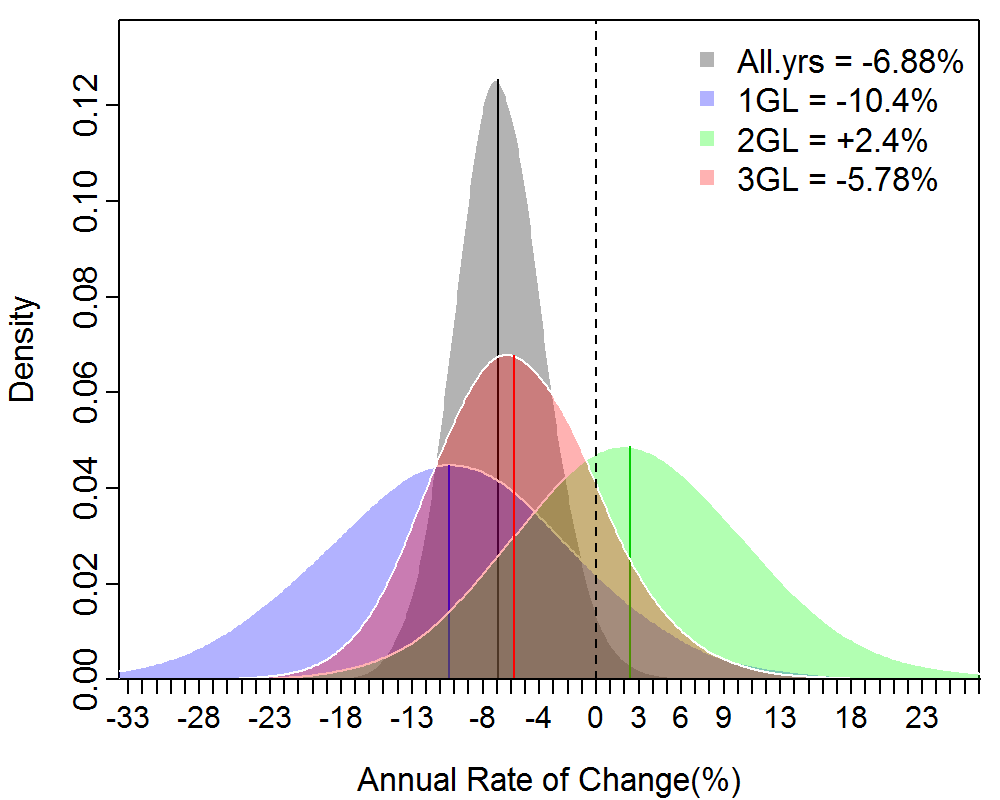 All.yrs = -6.88%
1GL = -10.4%
2GL = +2.4%
3GL = -5.78%
Density
0.12
0.10
0.08
0.06
0.04
0.02
0.00
-33 -28 -23 -18 -13 -8 -4 0 3 6 9 13 18 23
Annual Rate of Change(%)